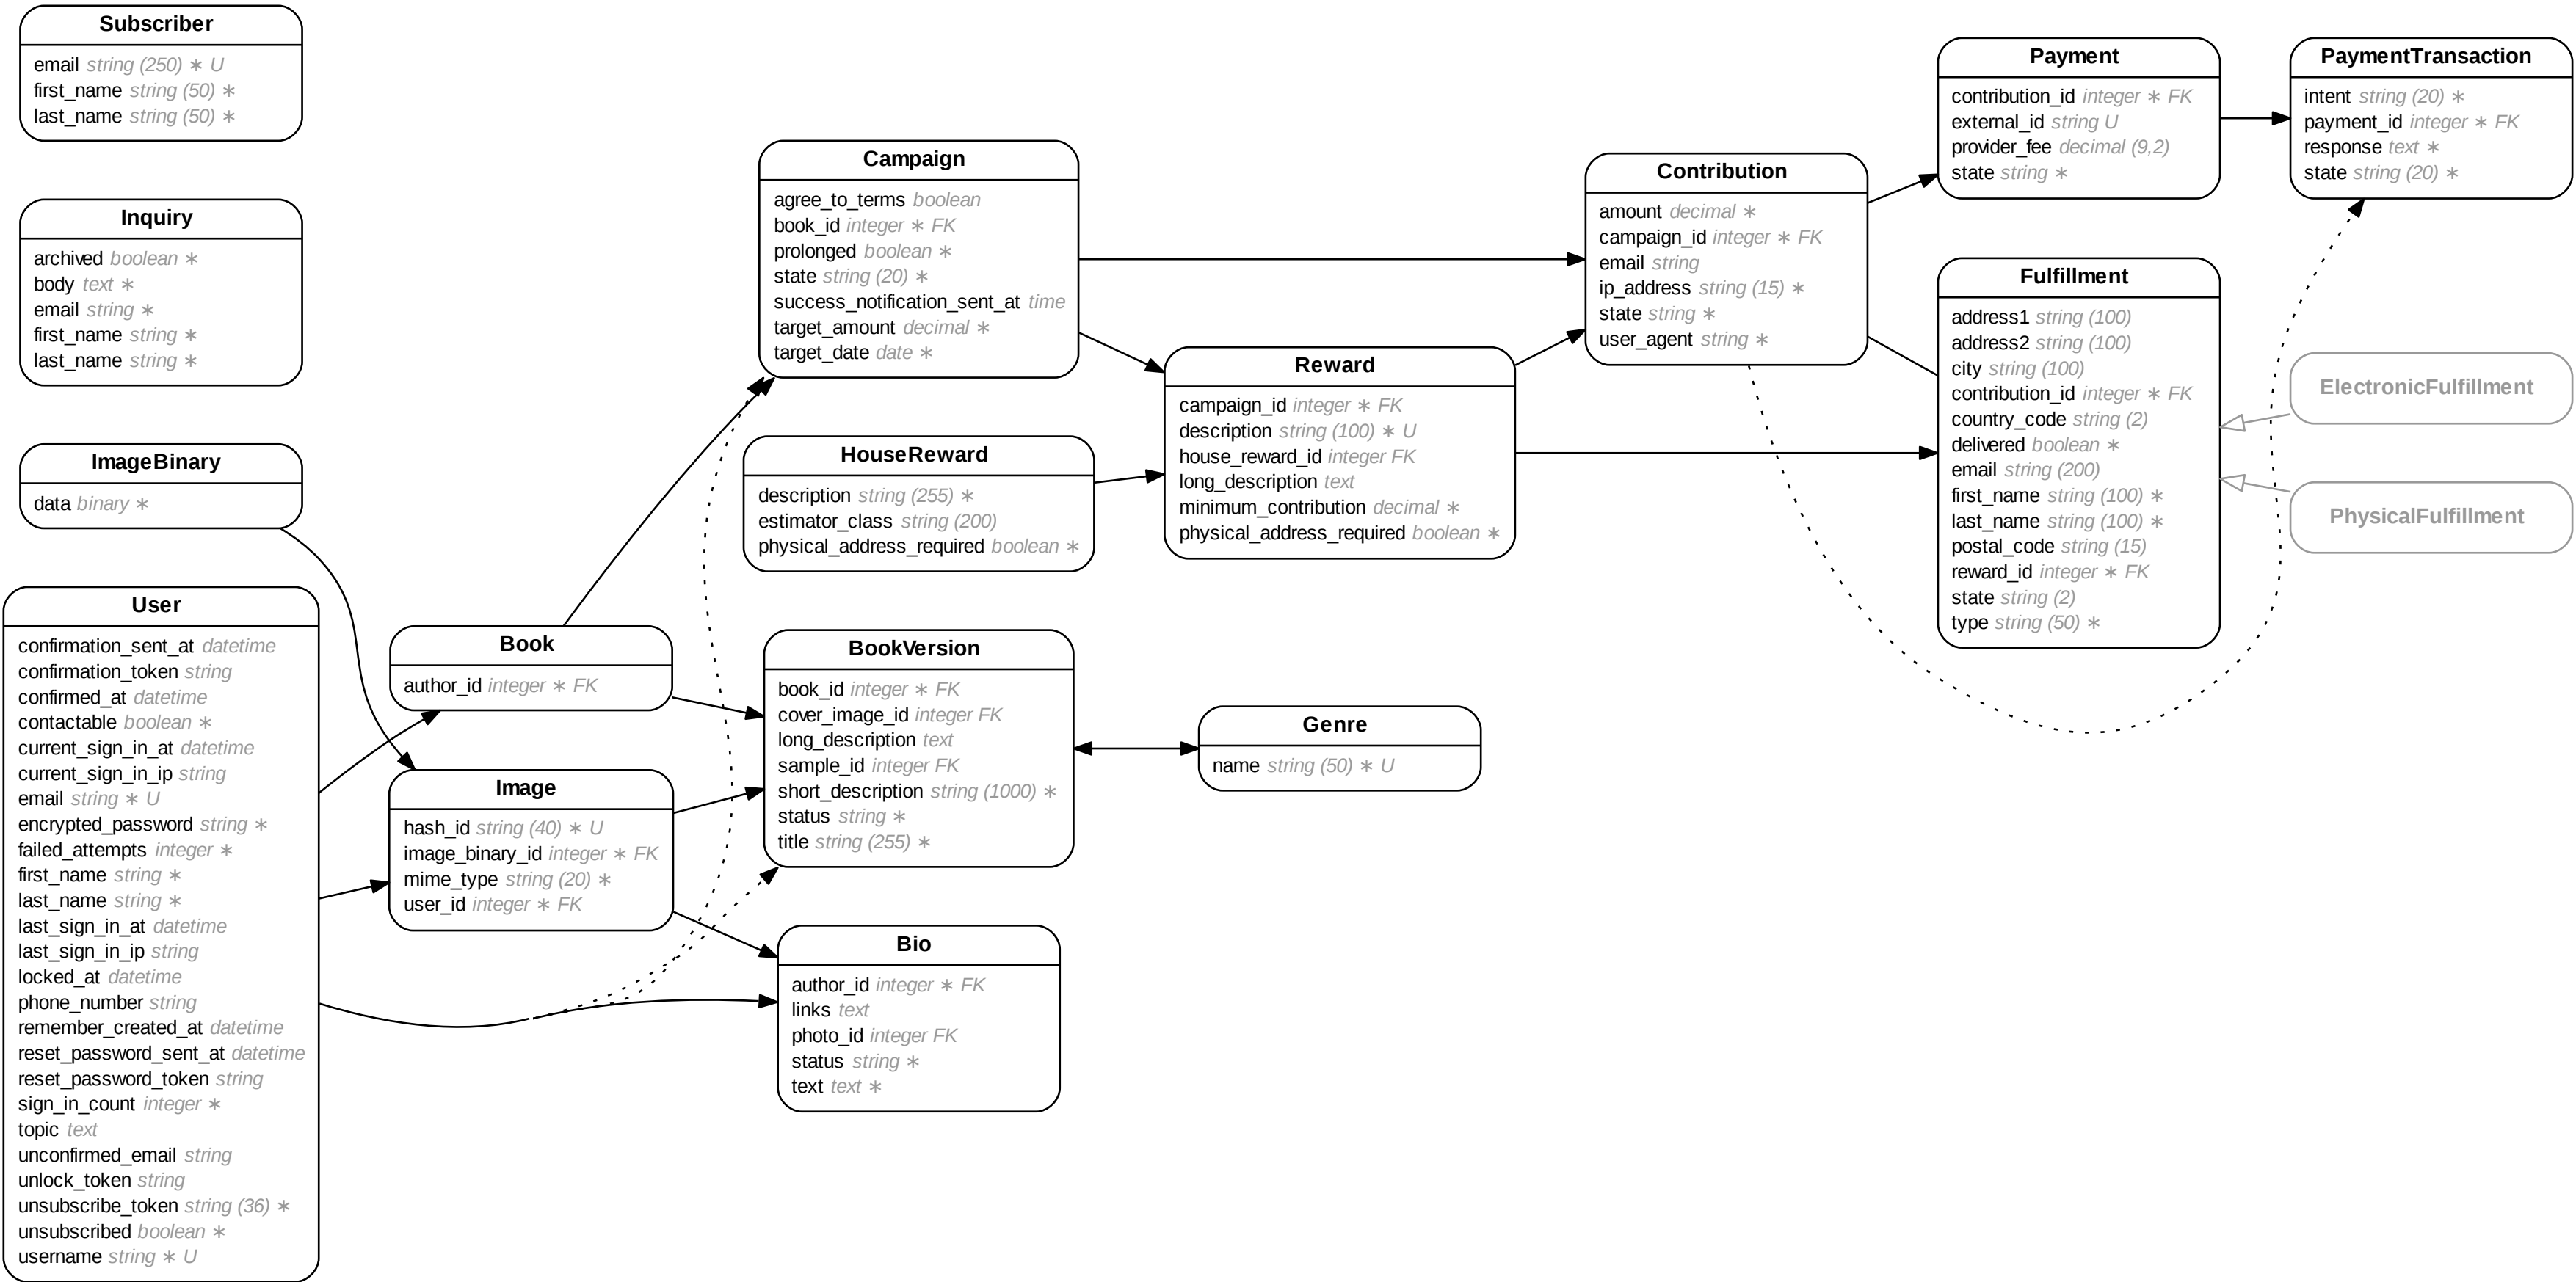 Subscriber
email string (250) ∗ U
first_name string (50) ∗
last_name string (50) ∗
Inquiry
archived boolean ∗
body text ∗
email string ∗
first_name string ∗
last_name string ∗
ImageBinary
data binary ∗
User
confirmation_sent_at datetime
confirmation_token string
confirmed_at datetime
contactable boolean ∗
current_sign_in_at datetime
current_sign_in_ip string
email string ∗ U
encrypted_password string ∗
failed_attempts integer ∗
first_name string ∗
last_name string ∗
last_sign_in_at datetime
last_sign_in_ip string
locked_at datetime
phone_number string
remember_created_at datetime
reset_password_sent_at datetime
reset_password_token string
sign_in_count integer ∗
topic text
unconfirmed_email string
unlock_token string
unsubscribe_token string (36) ∗
unsubscribed boolean ∗
username string ∗ U
Book
author_id integer ∗ FK
Image
hash_id string (40) ∗ U
image_binary_id integer ∗ FK
mime_type string (20) ∗
user_id integer ∗ FK
Campaign
agree_to_terms boolean
book_id integer ∗ FK
prolonged boolean ∗
state string (20) ∗
success_notification_sent_at time
target_amount decimal ∗
target_date date ∗
HouseReward
description string (255) ∗
estimator_class string (200)
physical_address_required boolean ∗
BookVersion
book_id integer ∗ FK
cover_image_id integer FK
long_description text
sample_id integer FK
short_description string (1000) ∗
status string ∗
title string (255) ∗
Bio
author_id integer ∗ FK
links text
photo_id integer FK
status string ∗
text text ∗
Reward
campaign_id integer ∗ FK
description string (100) ∗ U
house_reward_id integer FK
long_description text
minimum_contribution decimal ∗
physical_address_required boolean ∗
Genre
name string (50) ∗ U
Contribution
amount decimal ∗
campaign_id integer ∗ FK
email string
ip_address string (15) ∗
state string ∗
user_agent string ∗
Payment
contribution_id integer ∗ FK
external_id string U
provider_fee decimal (9,2)
state string ∗
Fulfillment
address1 string (100)
address2 string (100)
city string (100)
contribution_id integer ∗ FK
country_code string (2)
delivered boolean ∗
email string (200)
first_name string (100) ∗
last_name string (100) ∗
postal_code string (15)
reward_id integer ∗ FK
state string (2)
type string (50) ∗
PaymentTransaction
intent string (20) ∗
payment_id integer ∗ FK
response text ∗
state string (20) ∗
ElectronicFulfillment
PhysicalFulfillment